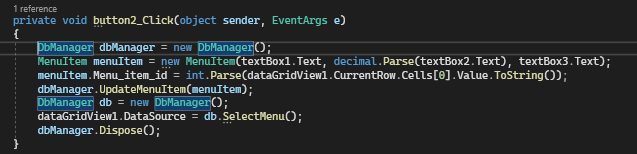 1 reference
private void button2_Click(object sender, EventArgs e)
{
DbManager dbManager = new DbManager();
MenuItem menuItem = new MenuItem(textBox1.Text, decimal.Parse(textBox2.Text), textBox3.Text);
menuItem.Menu_item_id = int.Parse(dataGridView1.CurrentRow.Cells[0].Value.ToString());
dbManager.UpdateMenuItem(menuItem);
DbManager db = new DbManager();
dataGridView1.DataSource = db.SelectMenu();
dbManager.Dispose();
}